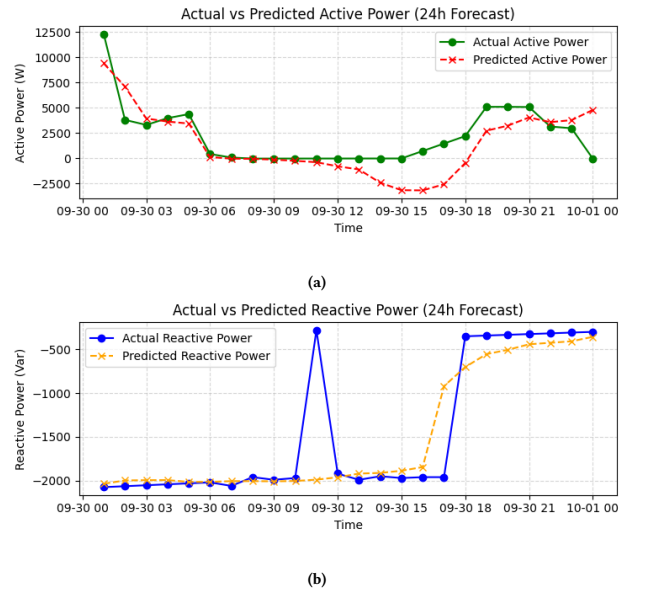 Actual vs Predicted Active Power (24h Forecast)
Active Power (W)
12500
10000
7500
5000
2500
0
−2500
Actual Active Power
Predicted Active Power
09-30 00 09-30 03 09-30 06 09-30 09 09-30 12 09-30 15 09-30 18 09-30 21 10-01 00
Time
(a)
Actual vs Predicted Reactive Power (24h Forecast)
Reactive Power (Var)
−500
−1000
−1500
−2000
Actual Reactive Power
Predicted Reactive Power
09-30 00 09-30 03 09-30 06 09-30 09 09-30 12 09-30 15 09-30 18 09-30 21 10-01 00
Time
(b)